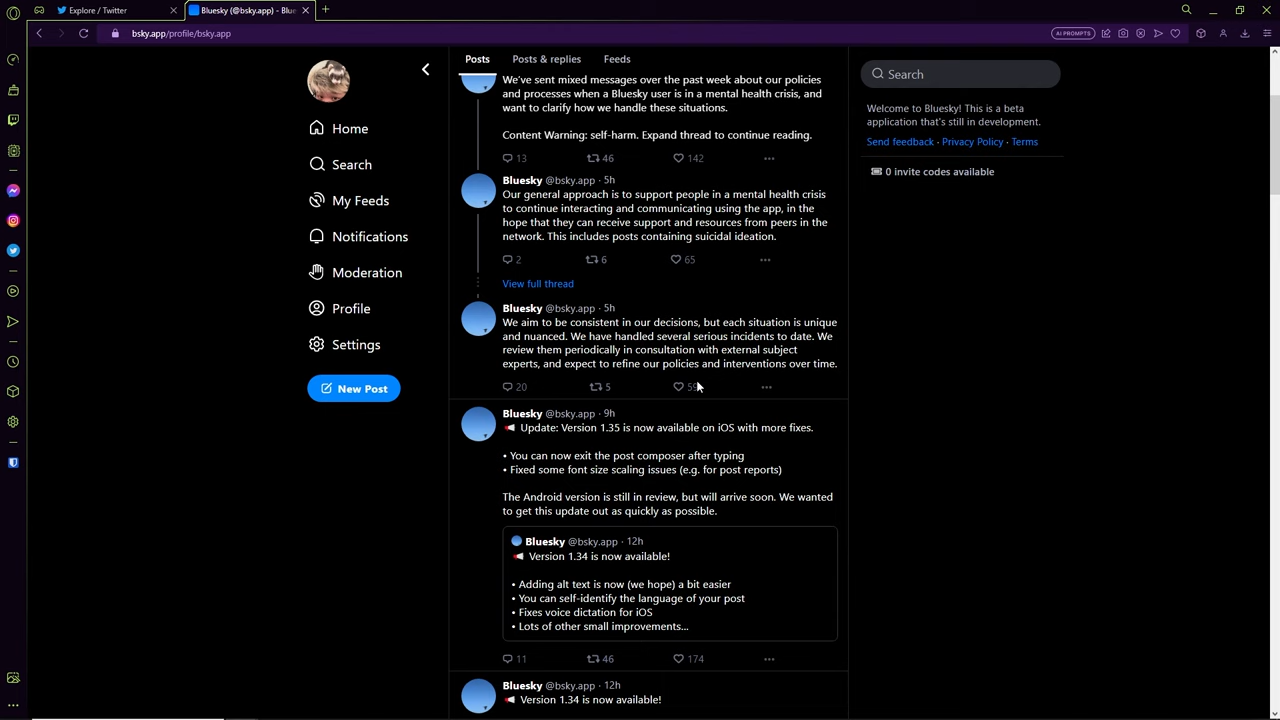 Explore / Twitter
Bluesky (@bsky.app) - Blue
bsky.app/profile/bsky.app
AI PROMPTS
Home
Search
My Feeds
Notifications
Moderation
Profile
Settings
New Post
Posts
Posts & replies
Feeds
We've sent mixed messages over the past week about our policies
and processes when a Bluesky user is in a mental health crisis, and
want to clarify how we handle these situations.
Content Warning: self-harm. Expand thread to continue reading.
13 46 142 ...
Bluesky @bsky.app · 5h
Our general approach is to support people in a mental health crisis
to continue interacting and communicating using the app, in the
hope that they can receive support and resources from peers in the
network. This includes posts containing suicidal ideation.
2 6 65 ...
View full thread
Bluesky @bsky.app · 5h
We aim to be consistent in our decisions, but each situation is unique
and nuanced. We have handled several serious incidents to date. We
review them periodically in consultation with external subject
experts, and expect to refine our policies and interventions over time.
20 5 ...
Bluesky @bsky.app · 9h
Update: Version 1.35 is now available on iOS with more fixes.
• You can now exit the post composer after typing
• Fixed some font size scaling issues (e.g. for post reports)
The Android version is still in review, but will arrive soon. We wanted
to get this update out as quickly as possible.
Bluesky @bsky.app · 12h
Version 1.34 is now available!
• Adding alt text is now (we hope) a bit easier
• You can self-identify the language of your post
• Fixes voice dictation for iOS
• Lots of other small improvements...
11 46 174 ...
Bluesky @bsky.app · 12h
Version 1.34 is now available!
Search
Welcome to Bluesky! This is a beta
application that's still in development.
Send feedback · Privacy Policy · Terms
0 invite codes available